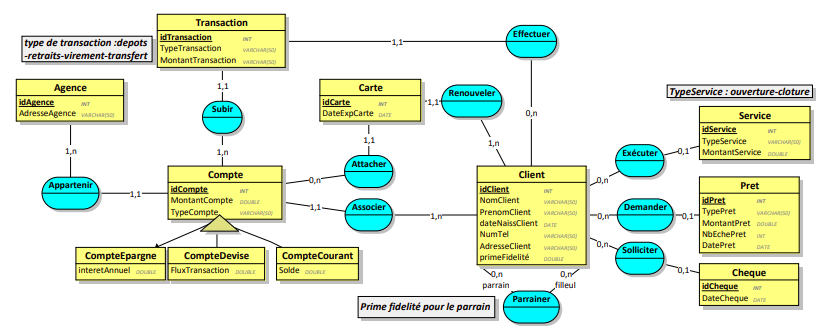 Transaction
idTransaction INT
TypeTransaction VARCHAR(50)
MontantTransaction VARCHAR(50)
type de transaction :depots
-retraits-virement-transfert
1,1
Effectuer
1,1
Agence
idAgence INT
AdresseAgence VARCHAR(50)
Subir
Carte
idCarte INT
DateExpCarte DATE
1,1
Renouveler
0,n
TypeService : ouverture-cloture
Service
idService INT
TypeService VARCHAR(50)
MontantService DOUBLE
1,n
1,n
1,1
1,n
Exécuter
0,1
Appartenir
1,1
Compte
idCompte INT
MontantCompte DOUBLE
TypeCompte VARCHAR(50)
0,n
Attacher
1,1
Associer
1,n
Client
idClient INT
NomClient VARCHAR(50)
PrenomClient VARCHAR(50)
dateNaissClient DATE
NumTel VARCHAR(50)
AdresseClient VARCHAR(50)
primeFidelité DOUBLE
0,n
0,n
Demander
0,1
Pret
idPret INT
TypePret VARCHAR(50)
MontantPret DOUBLE
NbEchePret INT
DatePret DATE
0,n
Solliciter
0,1
CompteEpargne
interetAnnuel DOUBLE
CompteDevise
FluxTransaction DOUBLE
CompteCourant
Solde DOUBLE
Cheque
idCheque INT
DateCheque DATE
0,n
parrain
0,n
filleul
Prime fidelité pour le parrain
Parrainer